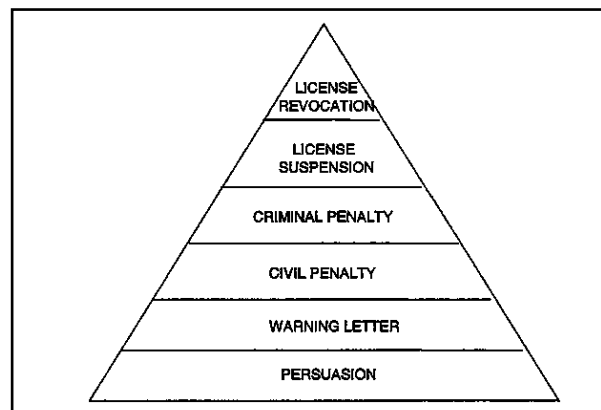 LICENSE
REVOCATION
LICENSE
SUSPENSION
CRIMINAL PENALTY
CIVIL PENALTY
WARNING LETTER
PERSUASION